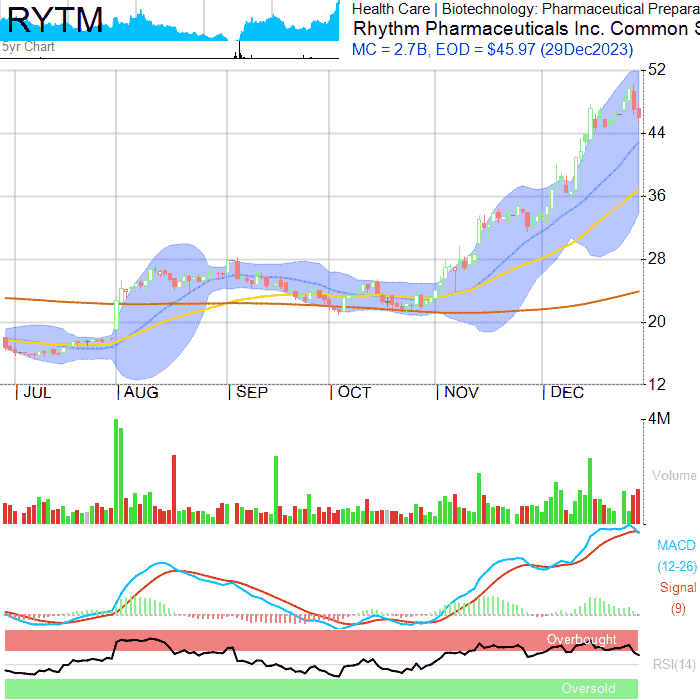 RYTM
5yr Chart
Health Care | Biotechnology: Pharmaceutical Prepara
Rhythm Pharmaceuticals Inc. Common S
MC = 2.7B, EOD = $45.97 (29Dec2023)
52
44
36
28
20
12
| JUL | AUG | SEP | OCT | NOV | DEC
4M
Volume
MACD
(12-26)
Signal
(9)
Overbought
RSI(14)
Oversold